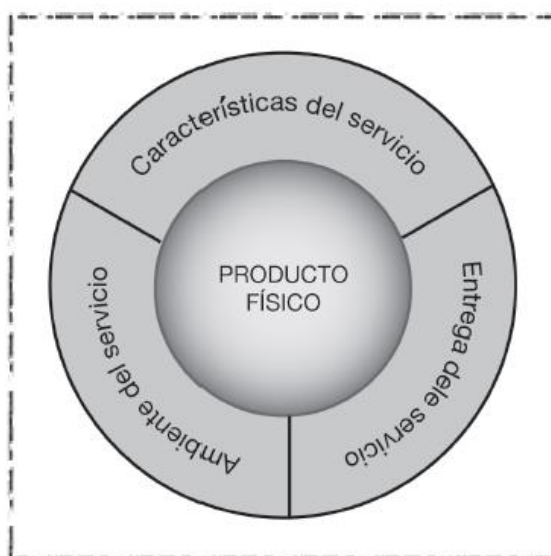 Características del servicio
PRODUCTO
FÍSICO
Entrega dele servicio
Ambiente del servicio